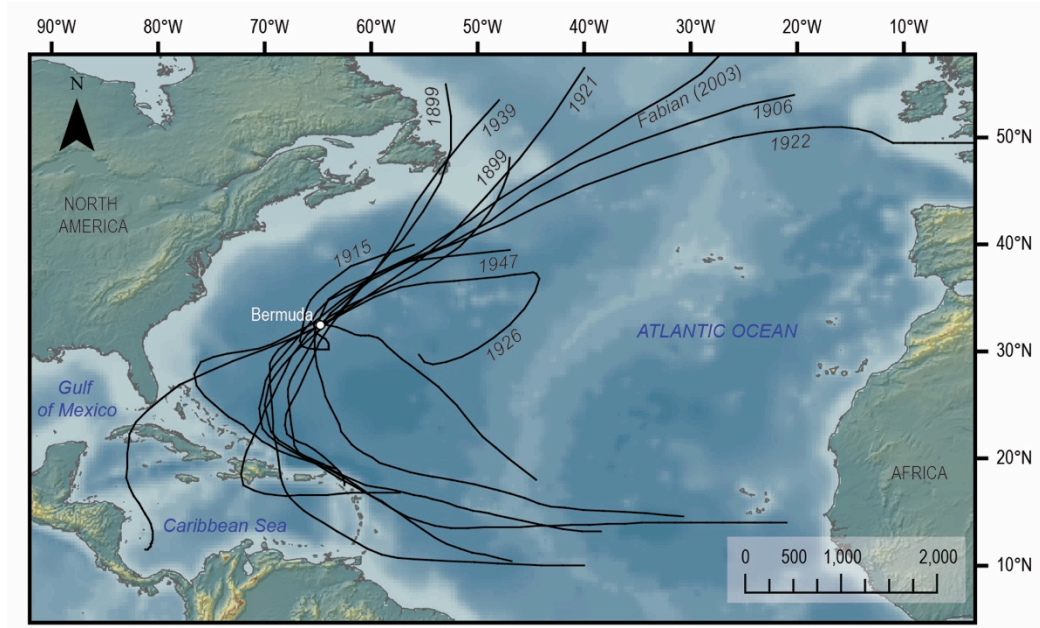 90°W 80°W 70°W 60°W 50°W 40°W 30°W 20°W 10°W
N
1899
1939
1921
Fabian (2003)
1906
1922
50°N
1899
NORTH
AMERICA
1915
1947
40°N
Bermuda
ATLANTIC OCEAN
1926
30°N
Gulf
of Mexico
20°N
AFRICA
Caribbean Sea
0 500 1,000 2,000
10°N